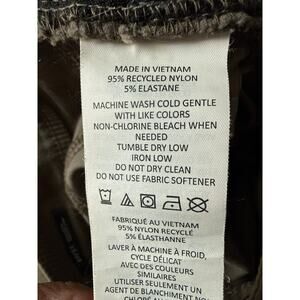 MADE IN VIETNAM
95% RECYCLED NYLON
5% ELASTANE
MACHINE WASH COLD GENTLE
WITH LIKE COLORS
NON-CHLORINE BLEACH WHEN
NEEDED
TUMBLE DRY LOW
IRON LOW
DO NOT DRY CLEAN
DO NOT USE FABRIC SOFTENER
FABRIQUÉ AU VIETNAM
95% NYLON RECYCLÉ
5% ÉLASTHANNE
LAVER À MACHINE À FROID,
CYCLE DÉLICAT
AVEC DES COULEURS
SIMILAIRES
UTILISER SEULEMENT UN
AGENT DE BLANCHIMENT NON